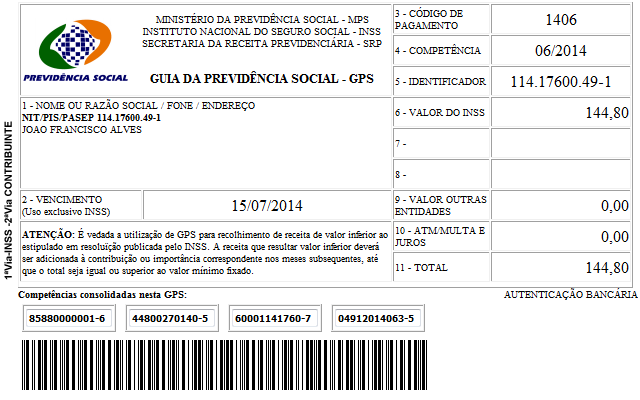 PREVIDÊNCIA SOCIAL
MINISTÉRIO DA PREVIDÊNCIA SOCIAL - MPS
INSTITUTO NACIONAL DO SEGURO SOCIAL - INSS
SECRETARIA DA RECEITA PREVIDENCIÁRIA - SRP
GUIA DA PREVIDÊNCIA SOCIAL - GPS
3 - CÓDIGO DE
PAGAMENTO
1406
4 - COMPETÊNCIA
06/2014
5 - IDENTIFICADOR
114.17600.49-1
1 - NOME OU RAZÃO SOCIAL / FONE / ENDEREÇO
NIT/PIS/PASEP 114.17600.49-1
JOAO FRANCISCO ALVES
6 - VALOR DO INSS
144,80
7 -
8 -
2 - VENCIMENTO
(Uso exclusivo INSS)
15/07/2014
9 - VALOR OUTRAS
ENTIDADES
0,00
ATENÇÃO: É vedada a utilização de GPS para recolhimento de receita de valor inferior ao
estipulado em resoluição publicada pelo INSS. A receita que resultar valor inferior deverá
ser adicionada à contribuição ou importância correspondente nos meses subsequentes, até
que o total seja igual ou superior ao valor mínimo fixado.
10 - ATM/MULTA E
JUROS
0,00
11 - TOTAL
144,80
1ªVia-INSS -2ªVia CONTRIBUINTE
Competências consolidadas nesta GPS:
AUTENTICAÇÃO BANCÁRIA
85880000001-6 44800270140-5 60001141760-7 04912014063-5